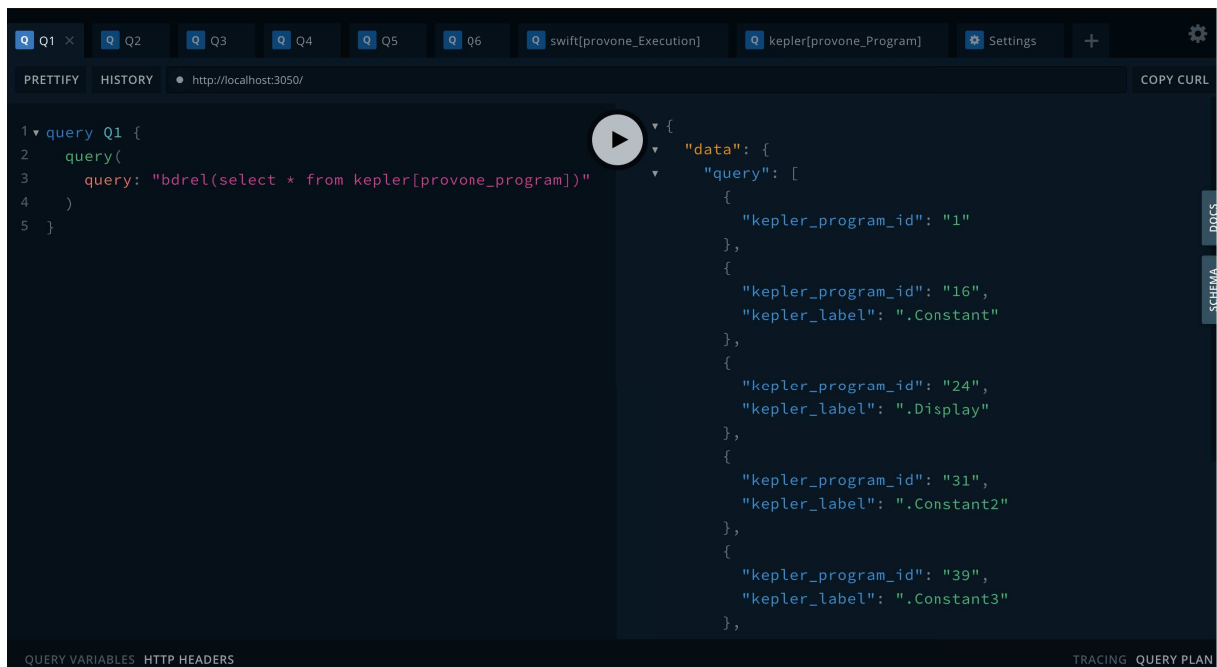 Q Q1 × Q Q2 Q Q3 Q Q4 Q Q5 Q Q6 Q swift[provone_Execution] Q kepler[provone_Program] Settings +
PRETTIFY HISTORY http://localhost:3050/ COPY CURL
1 query Q1 {
2 query(
3 query: "bdrel(select * from kepler[provone_program])"
4 )
5 }
{
"data": {
"query": [
{
"kepler_program_id": "1"
},
{
"kepler_program_id": "16",
"kepler_label": ".Constant"
},
{
"kepler_program_id": "24",
"kepler_label": ".Display"
},
{
"kepler_program_id": "31",
"kepler_label": ".Constant2"
},
{
"kepler_program_id": "39",
"kepler_label": ".Constant3"
},
DOCS
SCHEMA
QUERY VARIABLES HTTP HEADERS TRACING QUERY PLAN